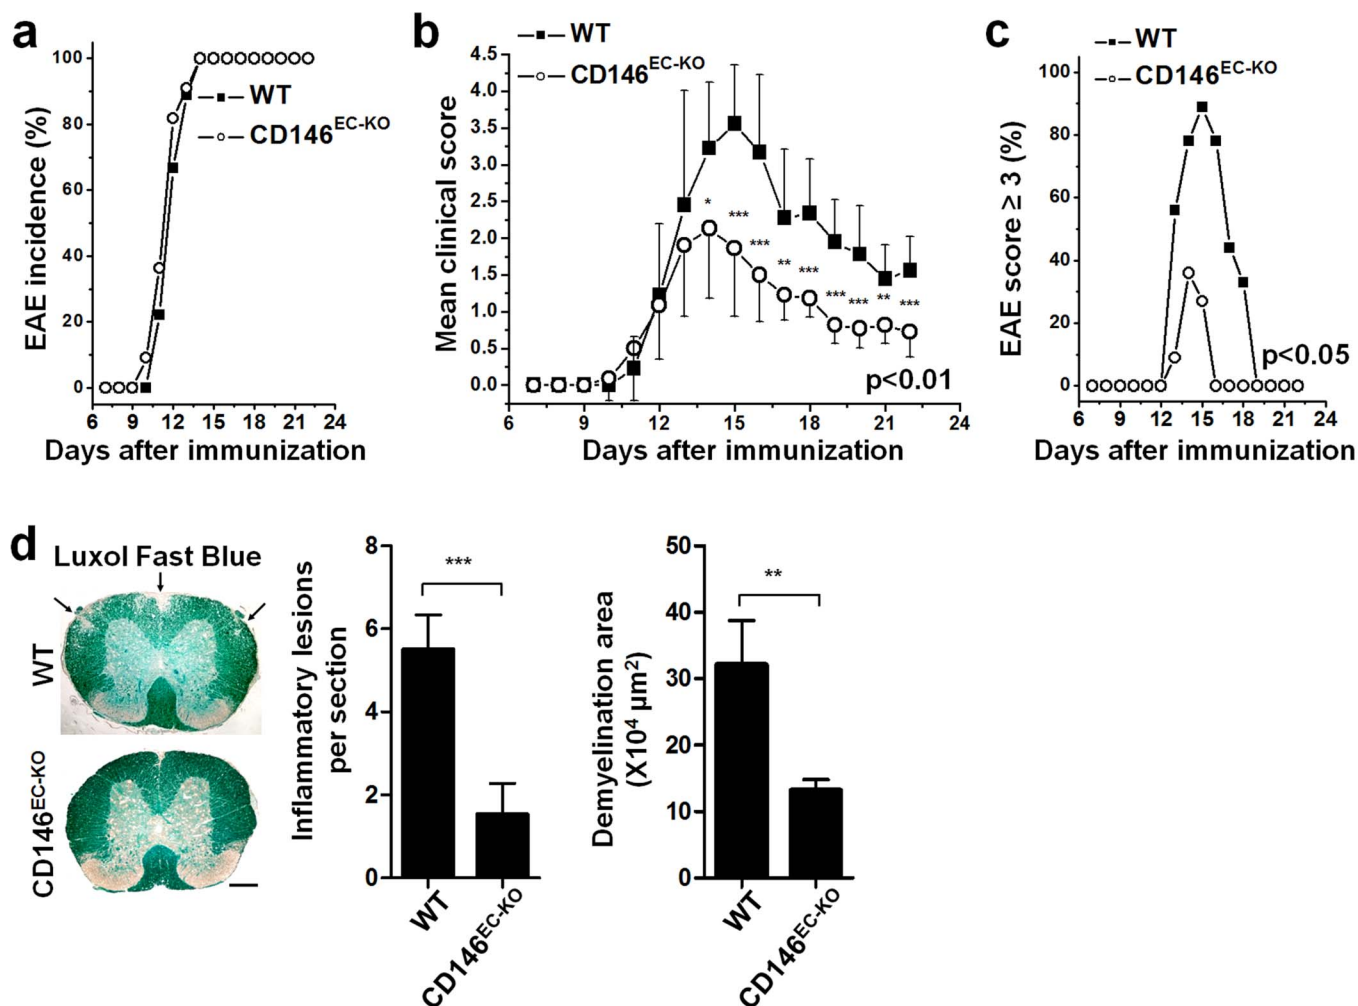 a
EAE incidence (%)
100
80
60
40
20
0
WT
CD146EC-KO
6 9 12 15 18 21 24
Days after immunization
b
Mean clinical score
4.5
4.0
3.5
3.0
2.5
2.0
1.5
1.0
0.5
0.0
WT
CD146EC-KO
* *** *** ** *** *** *** ** ***
p<0.01
6 9 12 15 18 21 24
Days after immunization
c
EAE score ≥ 3 (%)
100
80
60
40
20
0
WT
CD146EC-KO
p<0.05
6 9 12 15 18 21 24
Days after immunization
d
Luxol Fast Blue
WT
CD146EC-KO
Inflammatory lesions
per section
8
6
4
2
0
***
WT
CD146EC-KO
Demyelination area
(X10⁴ µm²)
50
40
30
20
10
0
**
WT
CD146EC-KO